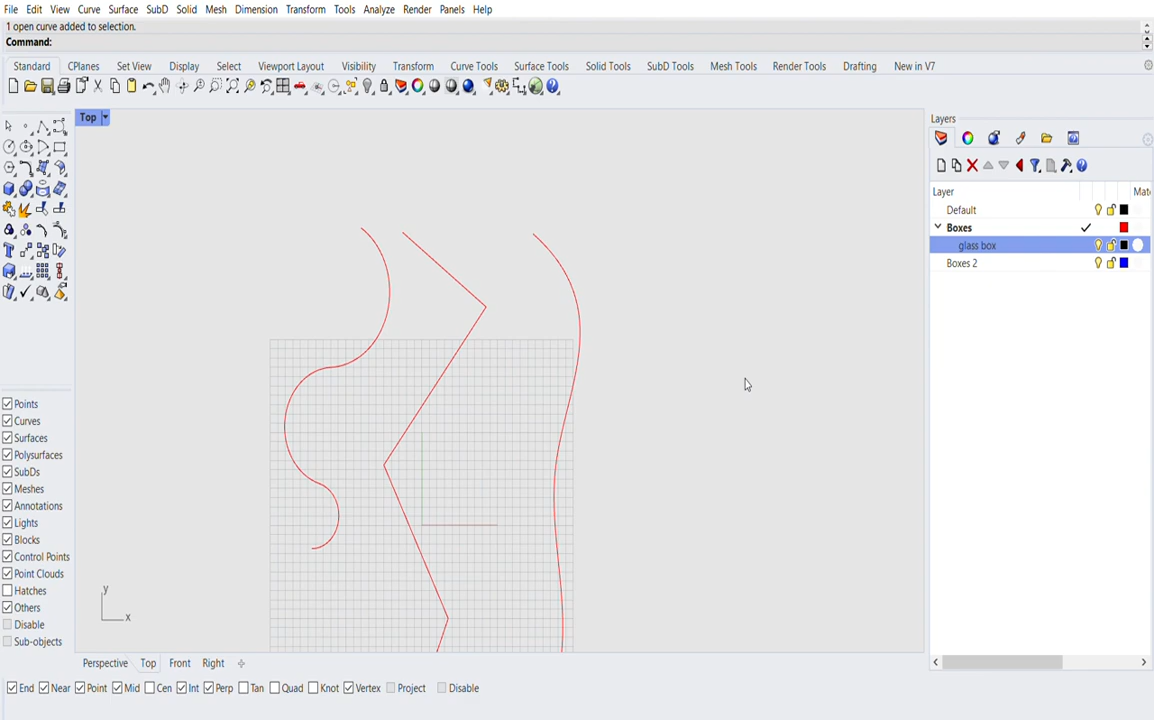 File Edit View Curve Surface SubD Solid Mesh Dimension Transform Tools Analyze Render Panels Help
1 open curve added to selection.
Command:
Standard CPlanes Set View Display Select Viewport Layout Visibility Transform Curve Tools Surface Tools Solid Tools SubD Tools Mesh Tools Render Tools Drafting New in V7
Top
Layers
Layer
Default
Boxes
glass box
Boxes 2
Points
Curves
Surfaces
Polysurfaces
SubDs
Meshes
Annotations
Lights
Blocks
Control Points
Point Clouds
Hatches
Others
Disable
Sub-objects
y
x
Perspective Top Front Right
End Near Point Mid Cen Int Perp Tan Quad Knot Vertex Project Disable